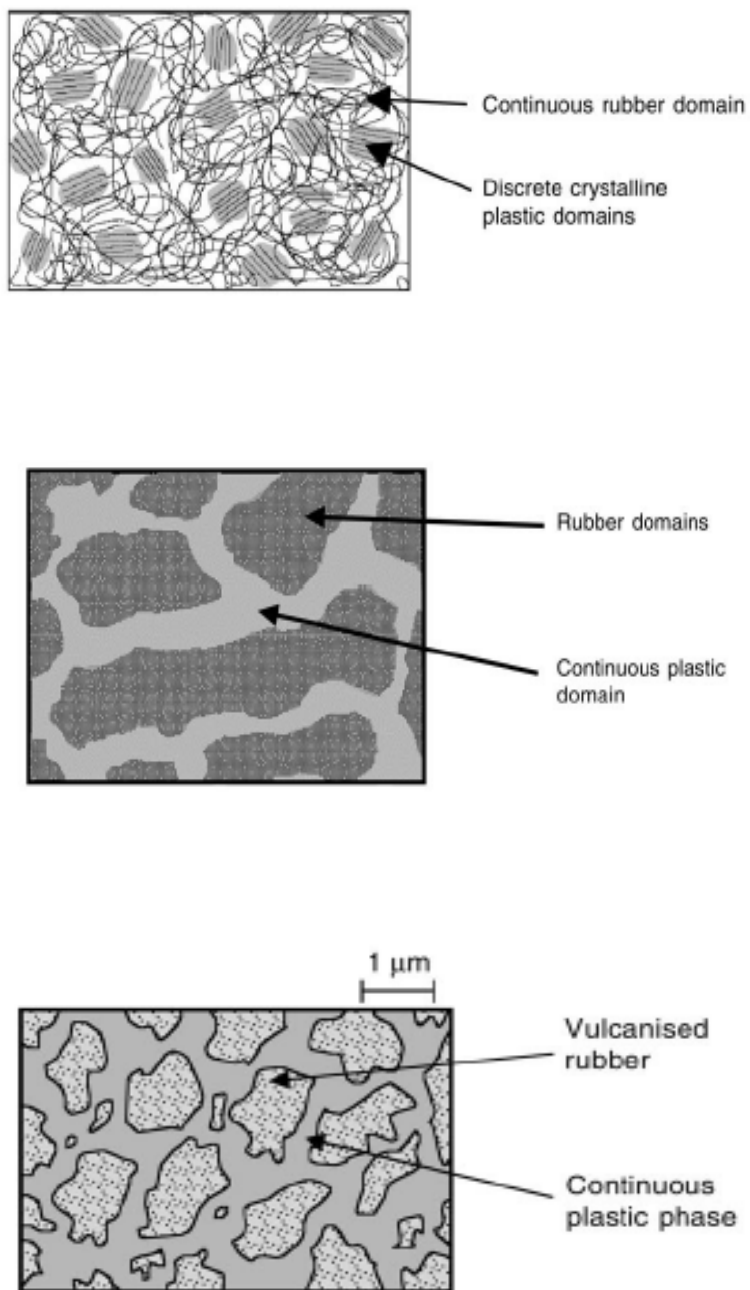 Continuous rubber domain
Discrete crystalline
plastic domains
Rubber domains
Continuous plastic
domain
1 μm
Vulcanised
rubber
Continuous
plastic phase